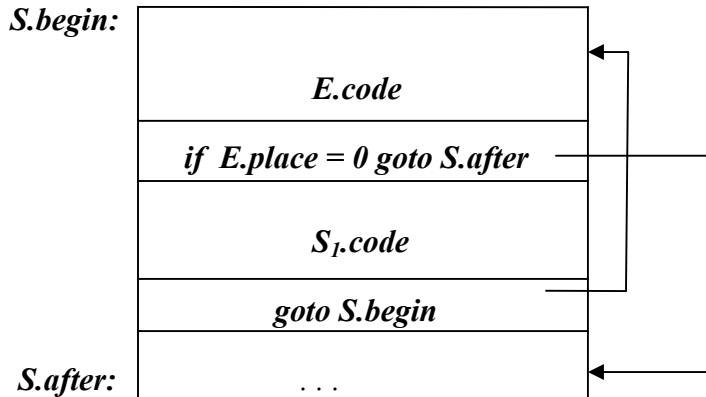 S.begin:
E.code
if E.place = 0 goto S.after
S1.code
goto S.begin
S.after: . . .